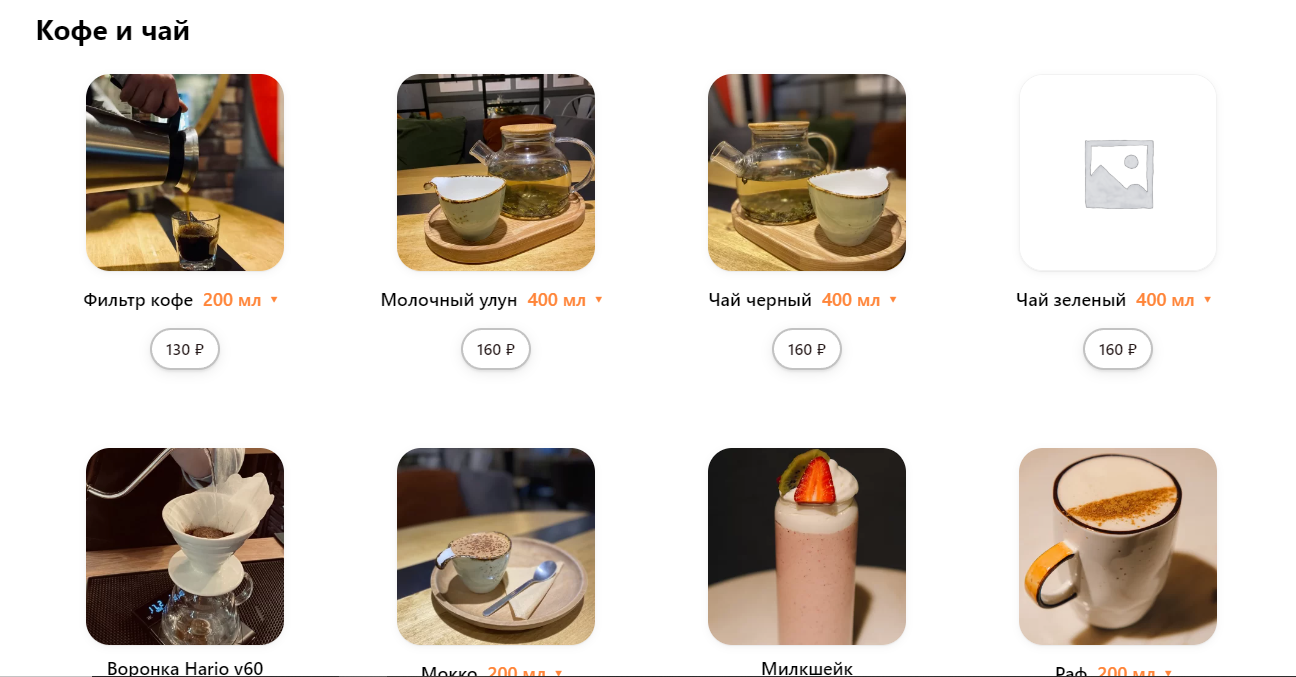 Кофе и чай
Фильтр кофе 200 мл ▼
Молочный улун 400 мл ▼
Чай черный 400 мл ▼
Чай зеленый 400 мл ▼
130 ₽
160 ₽
160 ₽
160 ₽
Воронка Hario v60
Мокко 200 мл ▼
Милкшейк
Раф 200 мл ▼